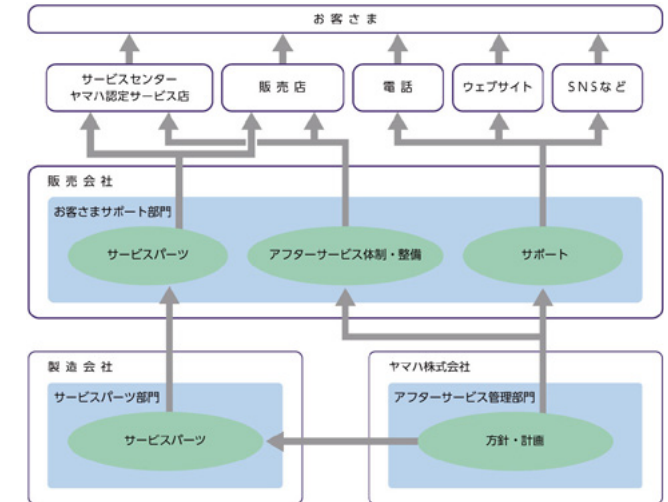 お客さま
サービスセンター
ヤマハ認定サービス店
販売店
電話
ウェブサイト
SNSなど
販売会社
お客さまサポート部門
サービスパーツ
アフターサービス体制・整備
サポート
製造会社
サービスパーツ部門
サービスパーツ
ヤマハ株式会社
アフターサービス管理部門
方針・計画